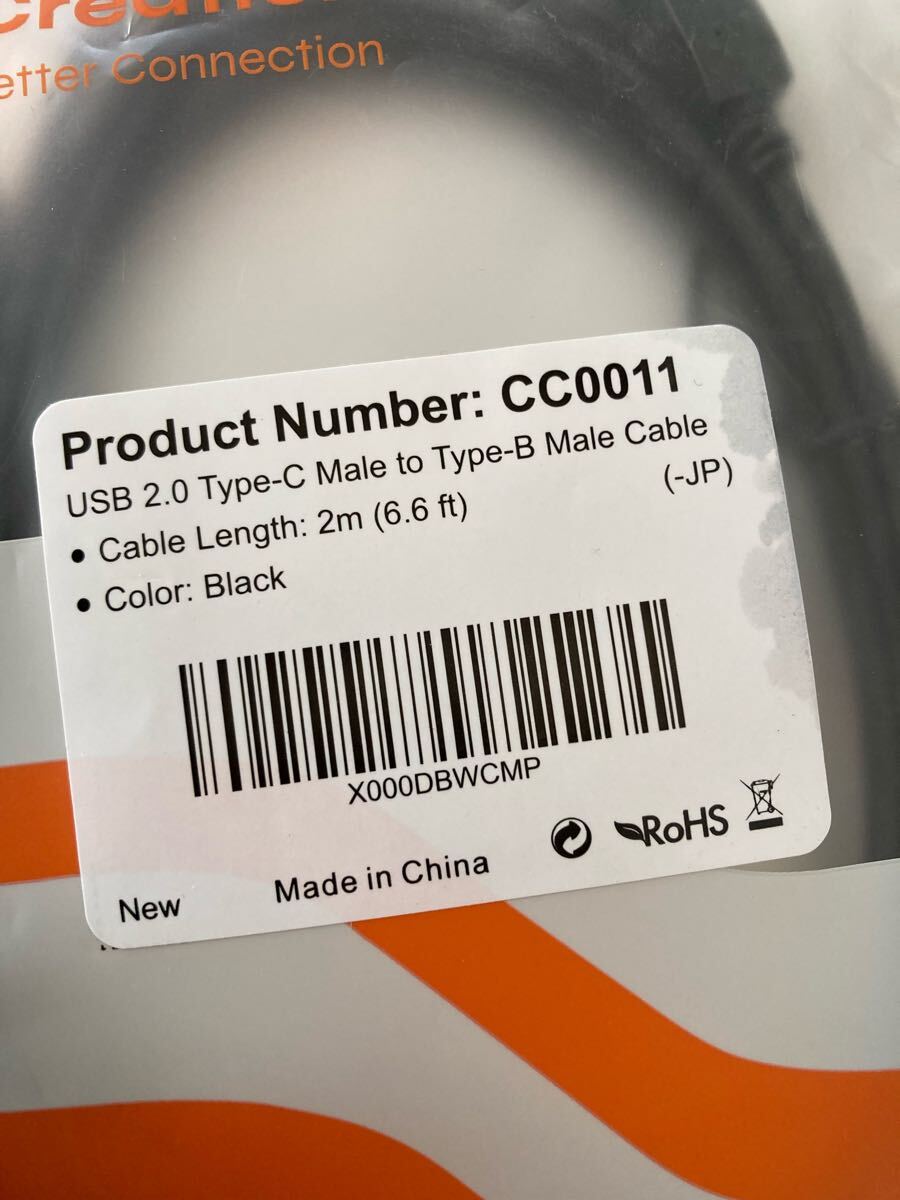 etter Connection
Product Number: CC0011
USB 2.0 Type-C Male to Type-B Male Cable
(-JP)
• Cable Length: 2m (6.6 ft)
• Color: Black
X000DBWCMP
RoHS
New
Made in China